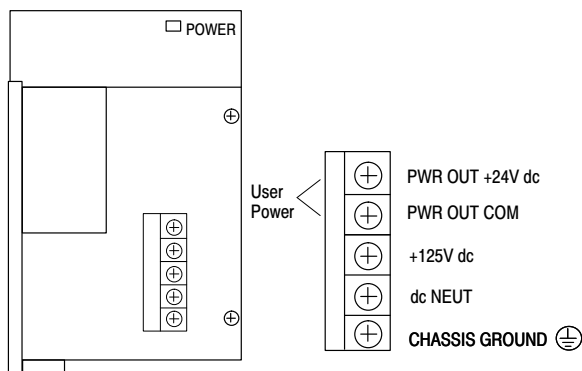 POWER
User
Power
PWR OUT +24V dc
PWR OUT COM
+125V dc
dc NEUT
CHASSIS GROUND